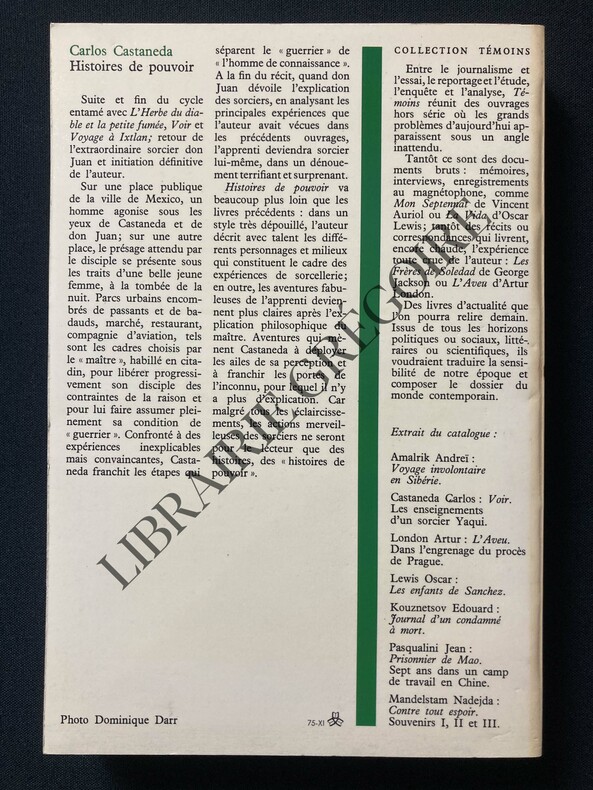 Carlos Castaneda
Histoires de pouvoir
Suite et fin du cycle
entamé avec L'Herbe du dia-
ble et la petite fumée, Voir et
Voyage à Ixtlan; retour de
l'extraordinaire sorcier don
Juan et initiation définitive
de l'auteur.
Sur une place publique
de la ville de Mexico, un
homme agonise sous les
yeux de Castaneda et de
don Juan; sur une autre
place, le présage attendu par
le disciple se présente sous
les traits d'une belle jeune
femme, à la tombée de la
nuit. Parcs urbains encom-
brés de passants et de ba-
dauds, marché, restaurant,
compagnie d'aviation, tels
sont les cadres choisis par
le « maître », habillé en cita-
din, pour libérer progressi-
vement son disciple des
contraintes de la raison et
pour lui faire assumer plei-
nement sa condition de
« guerrier ». Confronté à des
expériences inexplicables
mais convaincantes, Casta-
neda franchit les étapes qui
séparent le « guerrier » de
« l'homme de connaissance ».
A la fin du récit, quand don
Juan dévoile l'explication
des sorciers, en analysant les
principales expériences que
l'auteur avait vécues dans
les précédents ouvrages,
l'apprenti deviendra sorcier
lui-même, dans un dénoue-
ment terrifiant et surprenant.
Histoires de pouvoir va
beaucoup plus loin que les
livres précédents : dans un
style très dépouillé, l'auteur
décrit avec talent les diffé-
rents personnages et milieux
qui constituent le cadre des
expériences de sorcellerie;
en outre, les aventures fabu-
leuses de l'apprenti devien-
nent plus claires après l'ex-
plication philosophique du
maître. Aventures qui mè-
nent Castaneda à déployer
les ailes de sa perception et
à franchir les portes de
l'inconnu, pour lequel il n'y
a plus d'explication. Car
malgré tous les éclaircisse-
ments, les actions merveil-
leuses des sorciers ne seront
pour le lecteur que des
histoires, des « histoires de
pouvoir ».
COLLECTION TÉMOINS
Entre le journalisme et
l'essai, le reportage et l'étude,
l'enquête et l'analyse, Té-
moins réunit des ouvrages
hors série où les grands
problèmes d'aujourd'hui ap-
paraissent sous un angle
inattendu.
Tantôt ce sont des docu-
ments bruts : mémoires,
interviews, enregistrements
au magnétophone, comme
Mon Septennat de Vincent
Auriol ou La Vida d'Oscar
Lewis; tantôt des récits ou
correspondances qui livrent,
encore chaude, l'expérience
toute crue de l'auteur : Les
Frères de Soledad de George
Jackson ou L'Aveu d'Artur
London.
Des livres d'actualité que
l'on pourra relire demain.
Issus de tous les horizons
politiques ou sociaux, litté-
raires ou scientifiques, ils
voudraient traduire la sensi-
bilité de notre époque et
composer le dossier du
monde contemporain.
Extrait du catalogue :
Amalrik Andreï :
Voyage involontaire
en Sibérie.
Castaneda Carlos : Voir.
Les enseignements
d'un sorcier Yaqui.
London Artur : L'Aveu.
Dans l'engrenage du procès
de Prague.
Lewis Oscar :
Les enfants de Sanchez.
Kouznetsov Edouard :
Journal d'un condamné
à mort.
Pasqualini Jean :
Prisonnier de Mao.
Sept ans dans un camp
de travail en Chine.
Mandelstam Nadejda :
Contre tout espoir.
Souvenirs I, II et III.
Photo Dominique Darr
75-XI
LIBRAIRIE GRÉGOIRE